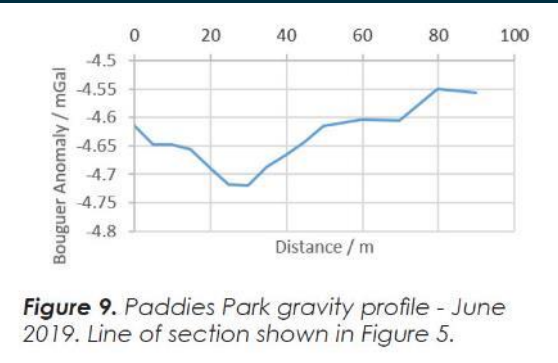 0 20 40 60 80 100
-4.5
-4.55
-4.6
-4.65
-4.7
-4.75
-4.8
Bouguer Anomaly / mGal
Distance / m
Figure 9. Paddies Park gravity profile - June
2019. Line of section shown in Figure 5.